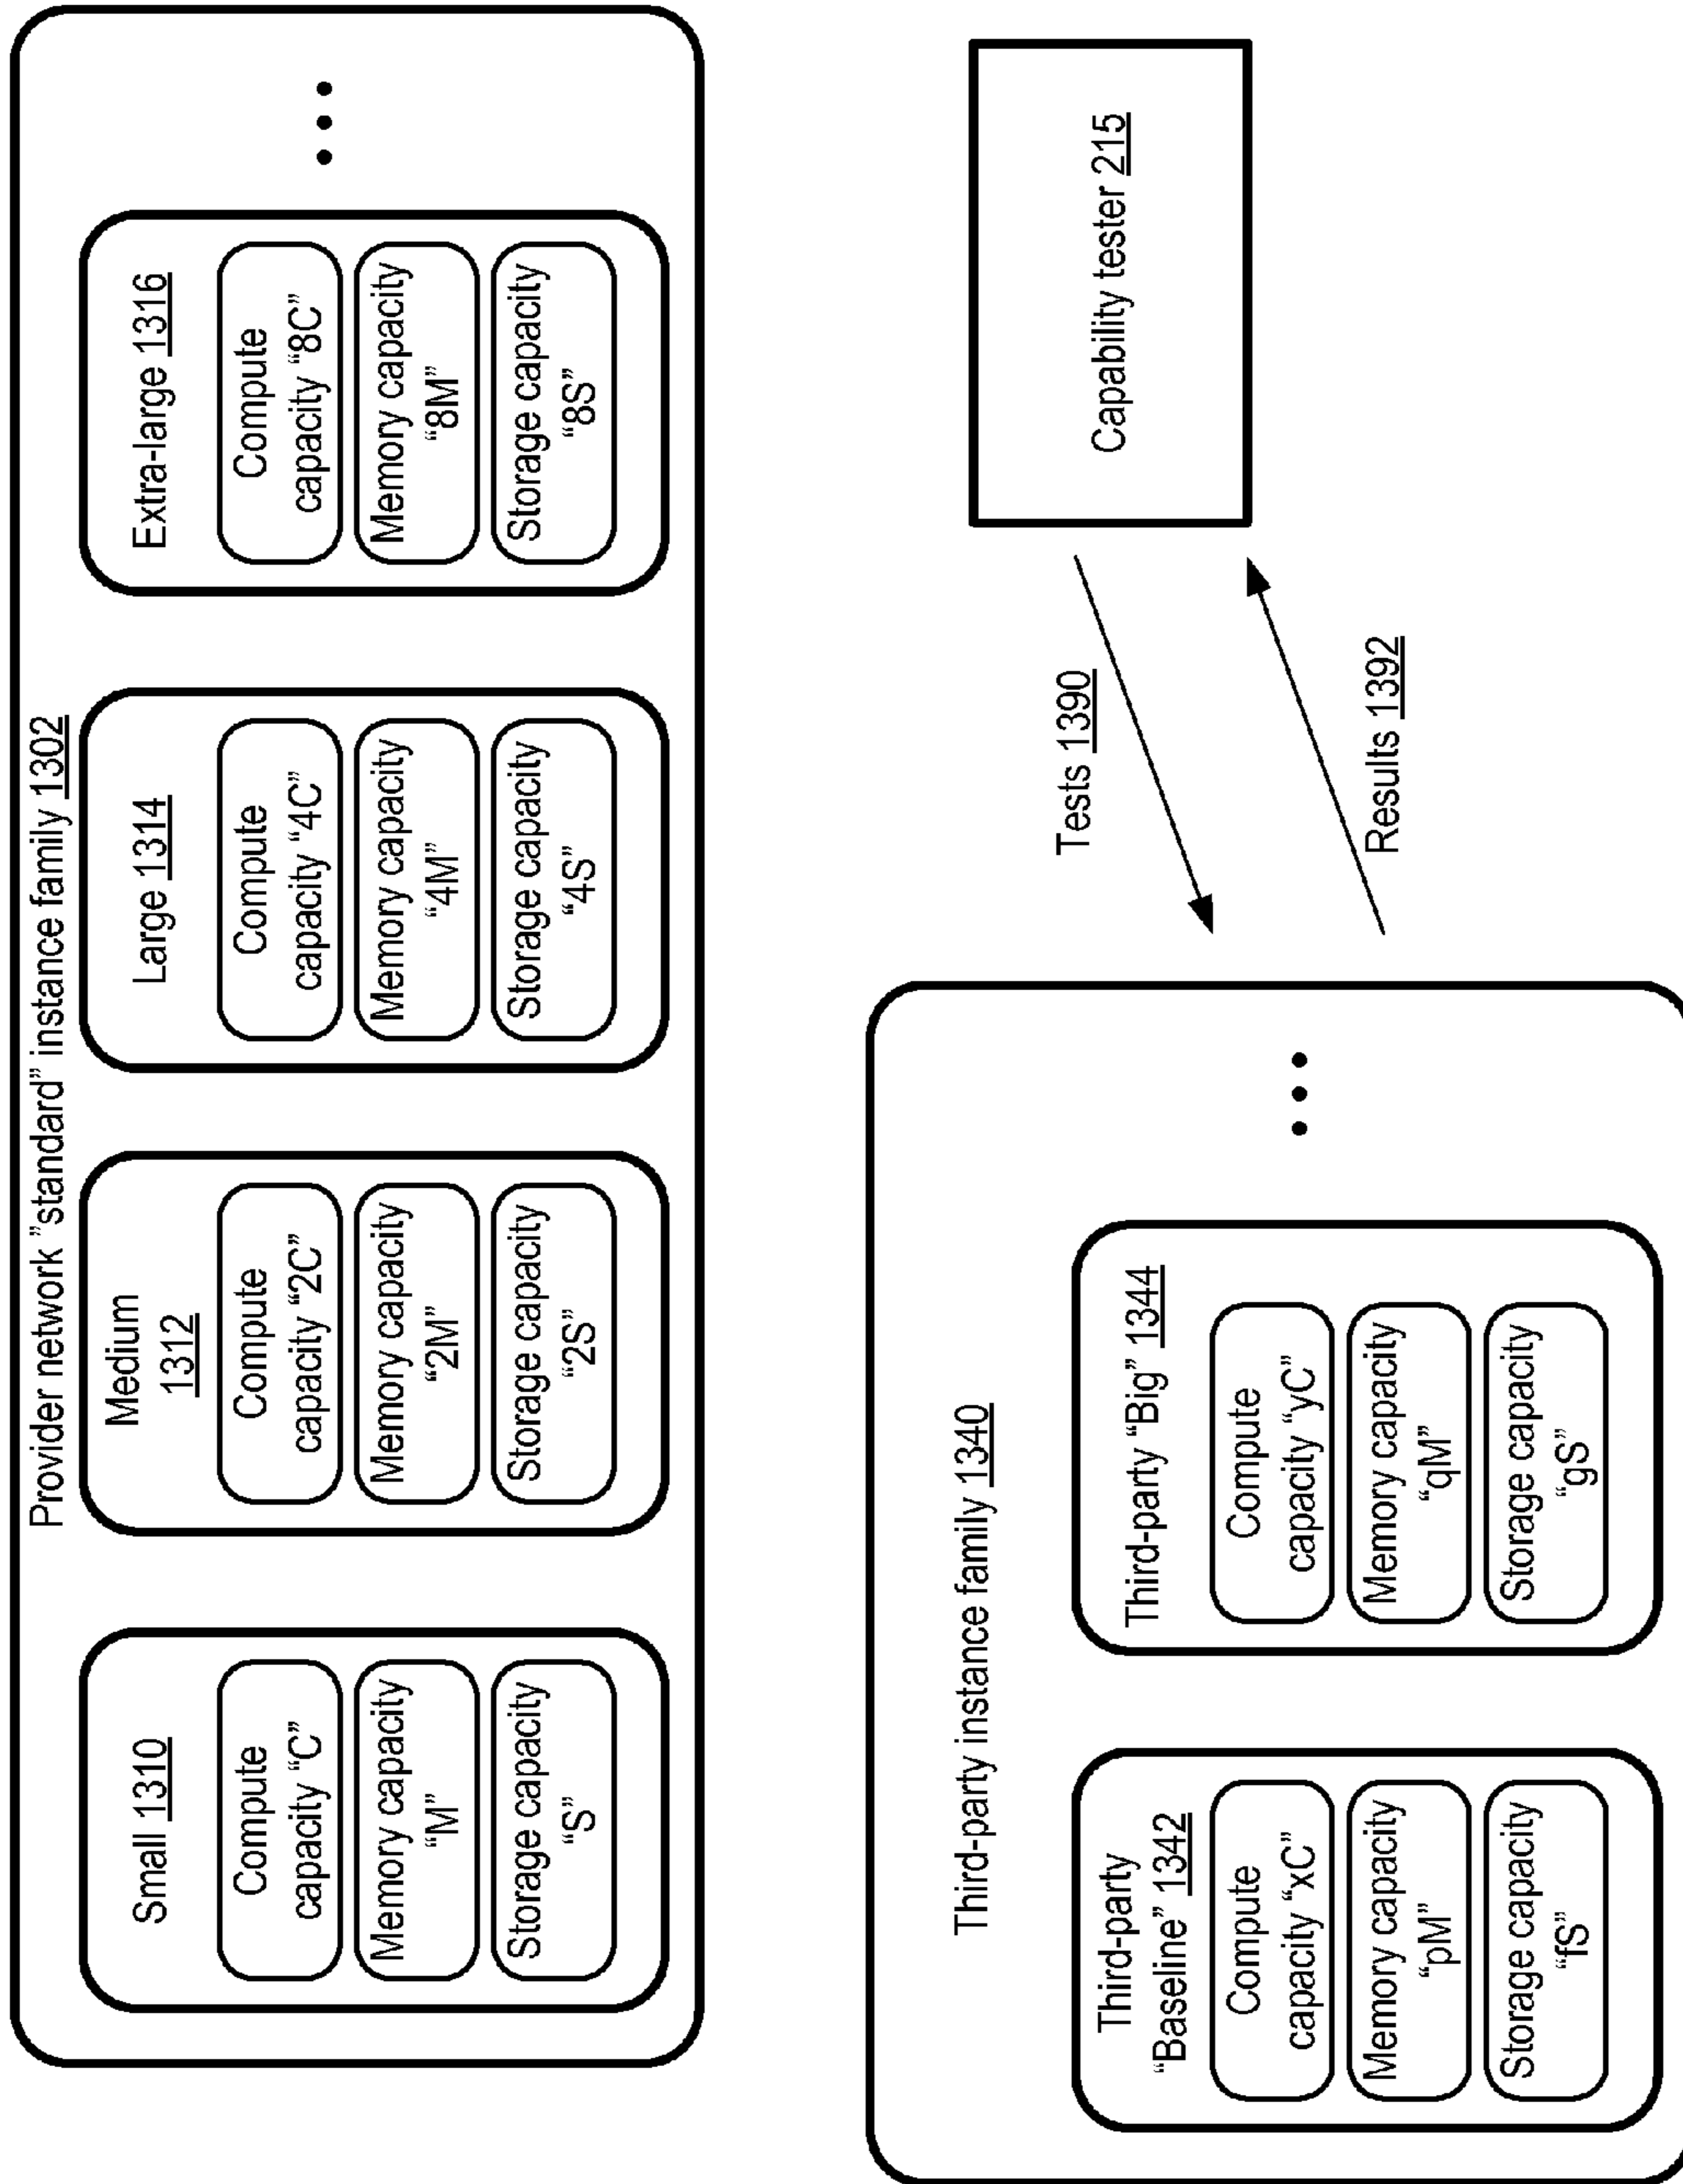 Provider network "standard" instance family 1302
Small 1310
Compute
capacity “C”
Memory capacity
“M”
Storage capacity
“S”
Medium
1312
Compute
capacity “2C”
Memory capacity
“2M”
Storage capacity
“2S”
Large 1314
Compute
capacity “4C”
Memory capacity
“4M”
Storage capacity
“4S”
Extra-large 1316
Compute
capacity “8C”
Memory capacity
“8M”
Storage capacity
“8S”
Third-party instance family 1340
Third-party
“Baseline” 1342
Compute
capacity “xC”
Memory capacity
“pM”
Storage capacity
“fS”
Third-party “Big” 1344
Compute
capacity “yC”
Memory capacity
“qM”
Storage capacity
“gS”
Tests 1390
Results 1392
Capability tester 215